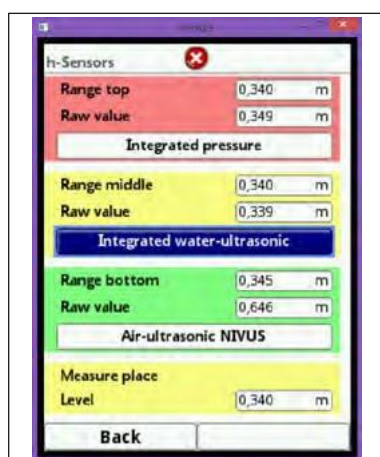 h-Sensors
Range top 0,340 m
Raw value 0,349 m
Integrated pressure
Range middle 0,340 m
Raw value 0,339 m
Integrated water-ultrasonic
Range bottom 0,345 m
Raw value 0,646 m
Air-ultrasonic NIVUS
Measure place
Level 0,340 m
Back